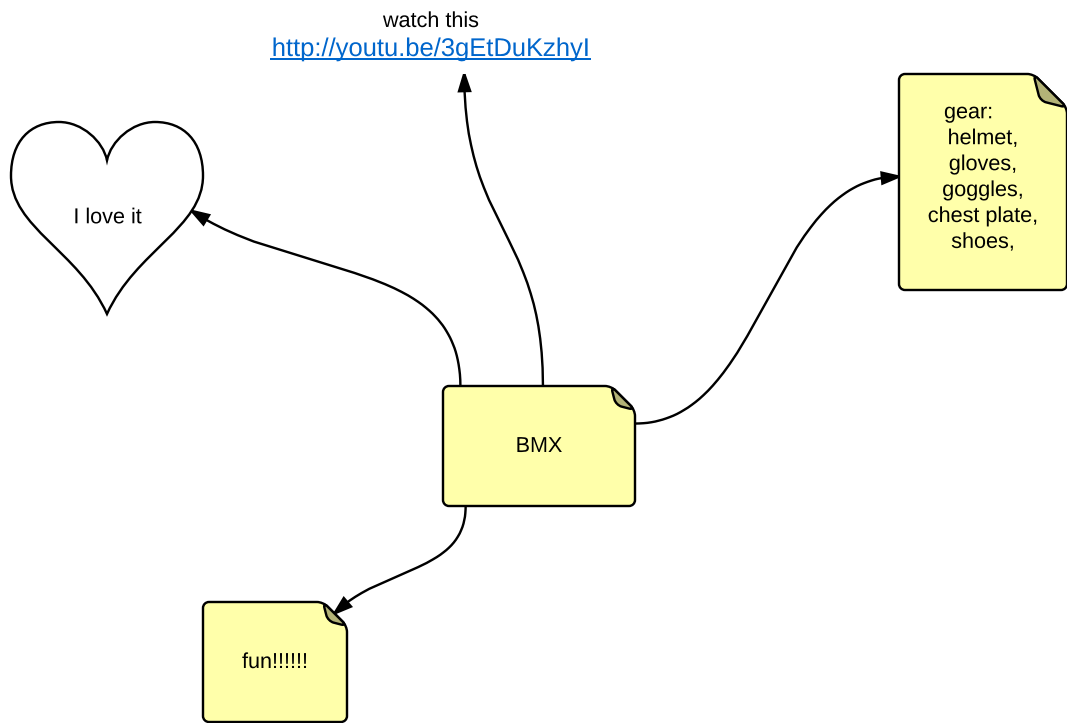 watch this
http://youtu.be/3gEtDuKzhyI
I love it
gear:
helmet,
gloves,
goggles,
chest plate,
shoes,
BMX
fun!!!!!!